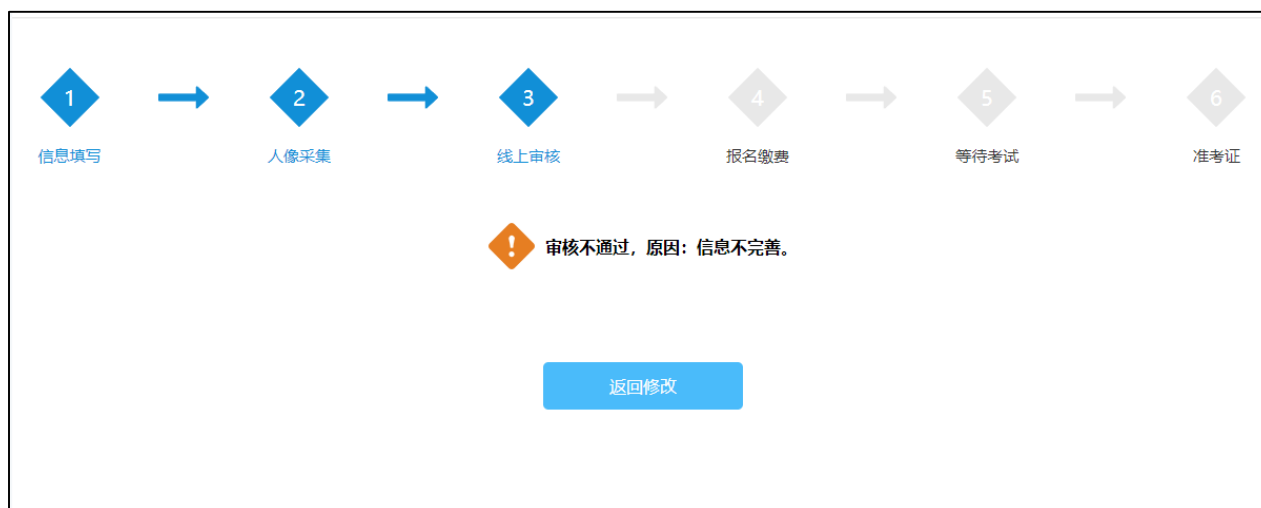 1 2 3 4 5 6
信息填写 人像采集 线上审核 报名缴费 等待考试 准考证
! 审核不通过，原因：信息不完善。
返回修改